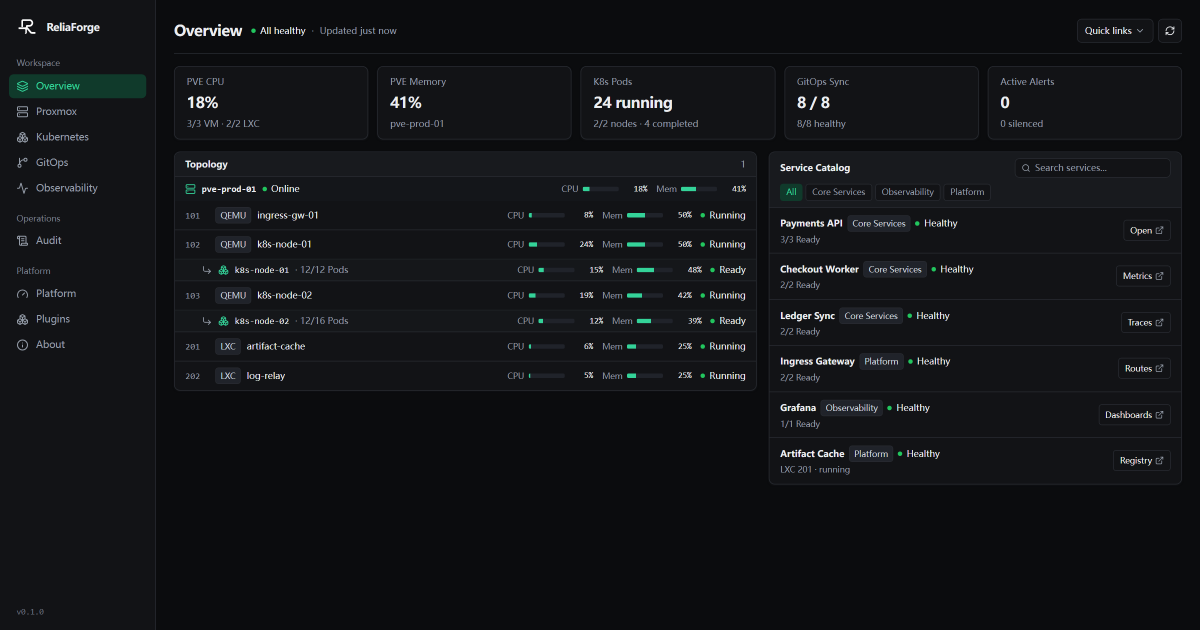 ReliaForge
Workspace
Overview
Proxmox
Kubernetes
GitOps
Observability
Operations
Audit
Platform
Platform
Plugins
About
v0.1.0
Overview All healthy · Updated just now
Quick links
PVE CPU
18%
3/3 VM · 2/2 LXC
PVE Memory
41%
pve-prod-01
K8s Pods
24 running
2/2 nodes · 4 completed
GitOps Sync
8 / 8
8/8 healthy
Active Alerts
0
0 silenced
Topology 1
pve-prod-01 Online CPU 18% Mem 41%
101 QEMU ingress-gw-01 CPU 8% Mem 50% Running
102 QEMU k8s-node-01 CPU 24% Mem 50% Running
k8s-node-01 · 12/12 Pods CPU 15% Mem 48% Ready
103 QEMU k8s-node-02 CPU 19% Mem 42% Running
k8s-node-02 · 12/16 Pods CPU 12% Mem 39% Ready
201 LXC artifact-cache CPU 6% Mem 25% Running
202 LXC log-relay CPU 5% Mem 25% Running
Service Catalog
Search services...
All Core Services Observability Platform
Payments API Core Services Healthy
3/3 Ready
Open
Checkout Worker Core Services Healthy
2/2 Ready
Metrics
Ledger Sync Core Services Healthy
2/2 Ready
Traces
Ingress Gateway Platform Healthy
2/2 Ready
Routes
Grafana Observability Healthy
1/1 Ready
Dashboards
Artifact Cache Platform Healthy
LXC 201 · running
Registry